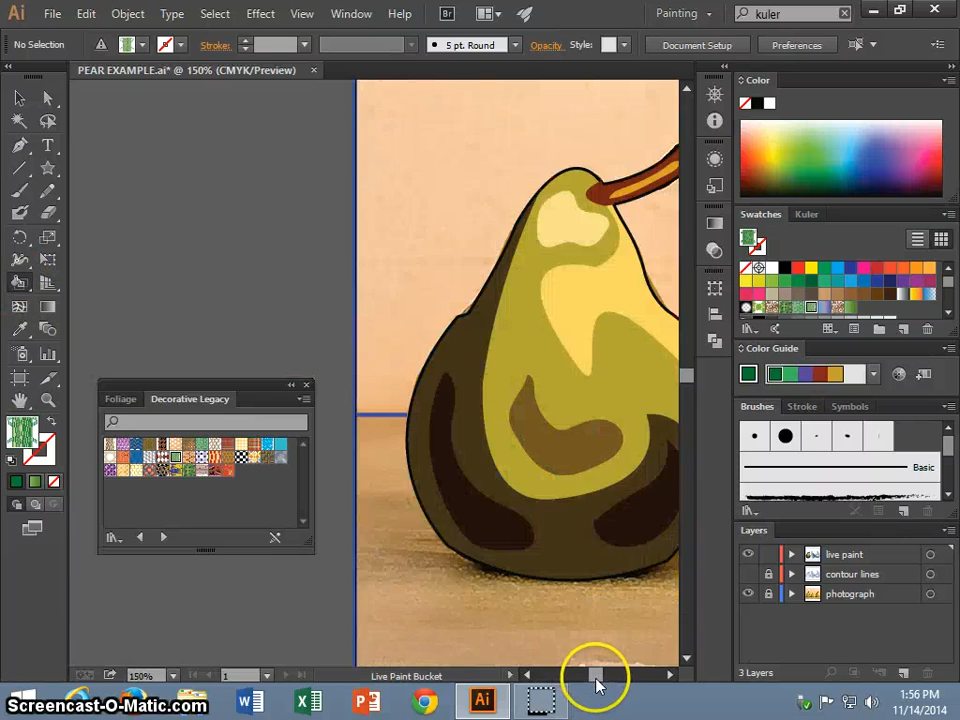 Ai File Edit Object Type Select Effect View Window Help Br Painting kuler
No Selection Stroke: 5 pt. Round Opacity Style: Document Setup Preferences
PEAR EXAMPLE.ai* @ 150% (CMYK/Preview)
Color
Swatches Kuler
Color Guide
Foliage Decorative Legacy
Brushes Stroke Symbols
Basic
Layers
live paint
contour lines
photograph
3 Layers
150% 1 Live Paint Bucket
Screencast-O-Matic.com
1:56 PM
11/14/2014